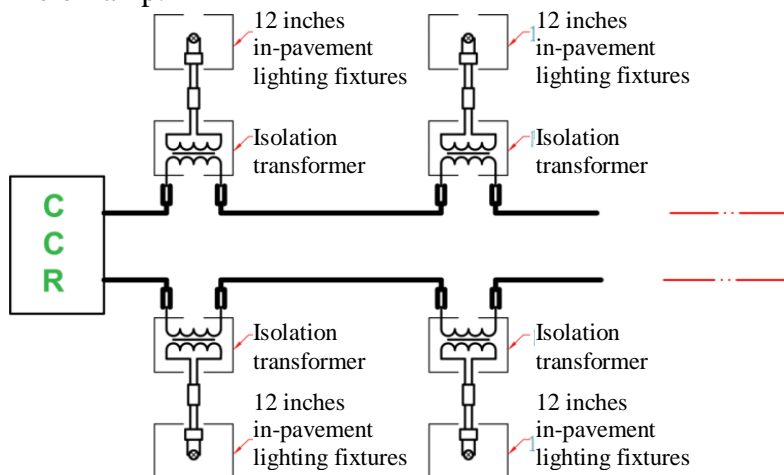 12 inches
in-pavement
lighting fixtures
12 inches
in-pavement
lighting fixtures
Isolation
transformer
Isolation
transformer
C
C
R
Isolation
transformer
Isolation
transformer
12 inches
in-pavement
lighting fixtures
12 inches
in-pavement
lighting fixtures